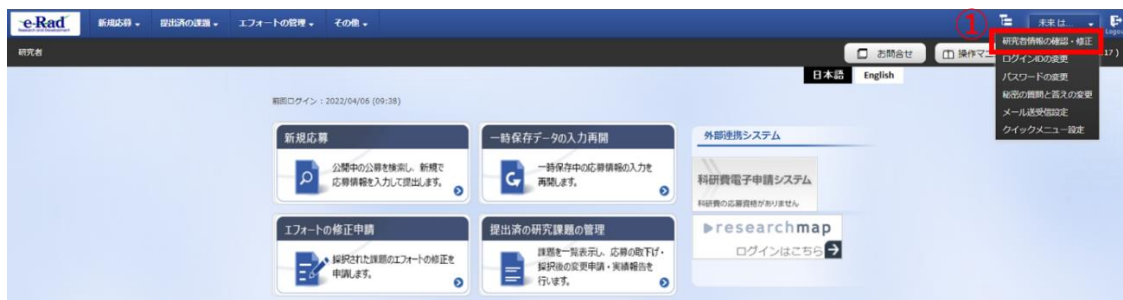 e-Rad
新規応募
提出済の課題
エフォートの管理
その他
①
未来 は...
Logout
研究者
お問合せ
操作マニ
17 )
研究者情報の確認・修正
ログインIDの変更
パスワードの変更
秘密の質問と答えの変更
メール送受信設定
クイックメニュー設定
日本語
English
前回ログイン : 2022/04/06 (09:38)
新規応募
公開中の公募を検索し、新規で
応募情報を入力して提出します。
一時保存データの入力再開
一時保存中の応募情報の入力を
再開します。
外部連携システム
科研費電子申請システム
科研費の応募資格がありません
エフォートの修正申請
採択された課題のエフォートの修正を
申請します。
提出済の研究課題の管理
課題を一覧表示し、応募の取下げ・
採択後の変更申請・実績報告を
行います。
researchmap
ログインはこちら